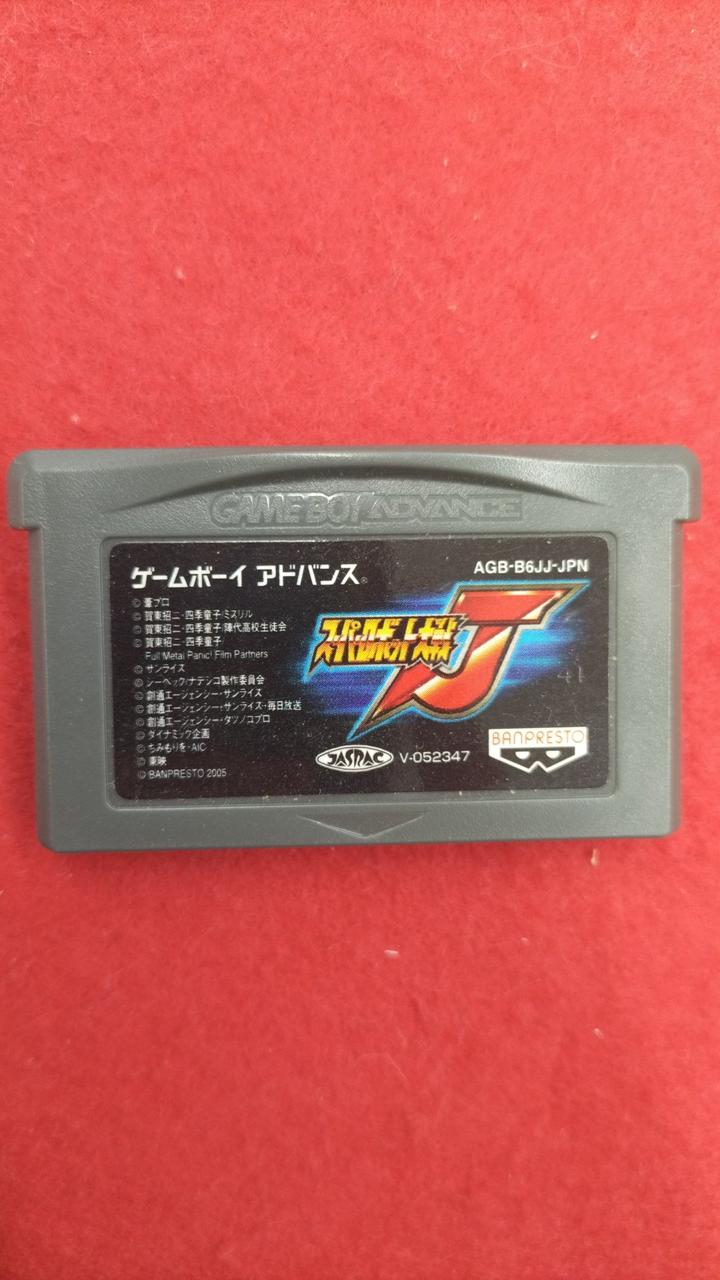 GAME BOY ADVANCE
ゲームボーイ アドバンス®
AGB-B6JJ-JPN
© 葦プロ
© 賀東招二・四季童子/ミスリル
© 賀東招二・四季童子/陣代高校生徒会
© 賀東招二・四季童子/
Full Metal Panic! Film Partners
© サンライズ
© ジーベック/ナデシコ製作委員会
© 創通エージェンシー・サンライズ
© 創通エージェンシー・サンライズ・毎日放送
© 創通エージェンシー・タツノコプロ
© ダイナミック企画
© ちみもりを・AIC
© 東映
© BANPRESTO 2005
スーパーロボット大戦J
41
JASRAC
V-052347
BANPRESTO